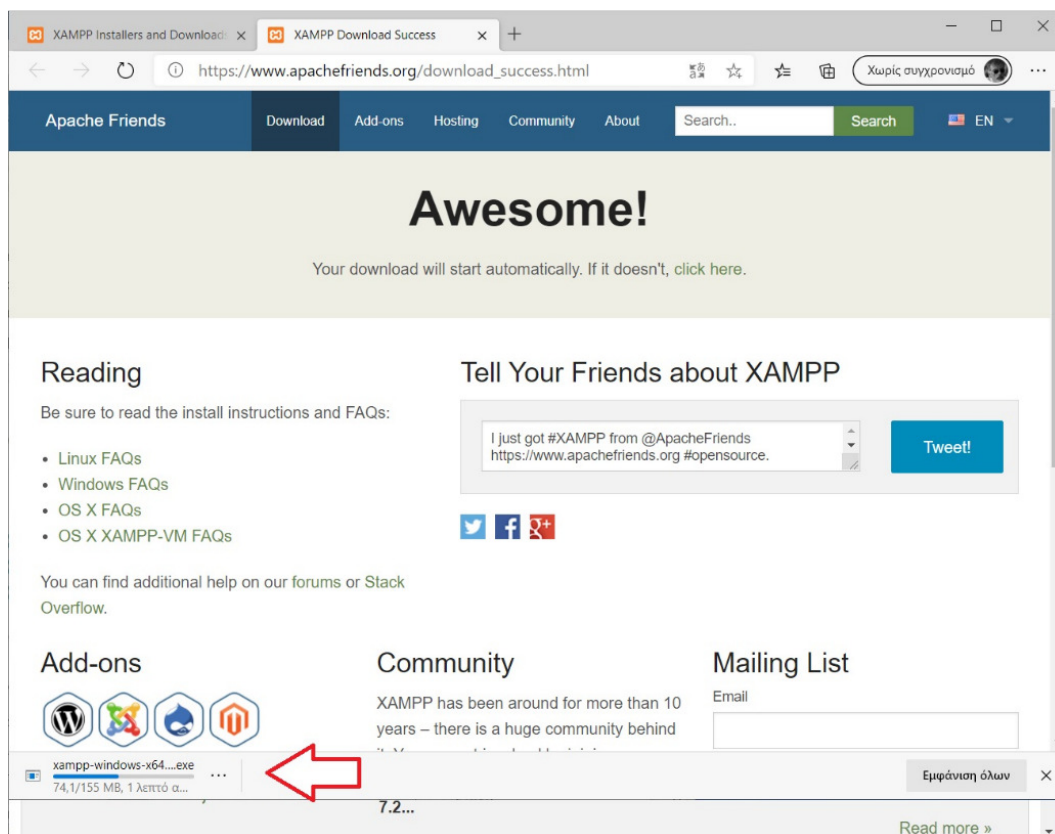 XAMPP Installers and Download
XAMPP Download Success
https://www.apachefriends.org/download_success.html
Χωρίς συγχρονισμό
Apache Friends
Download
Add-ons
Hosting
Community
About
Search..
Search
EN
Awesome!
Your download will start automatically. If it doesn't, click here.
Reading
Be sure to read the install instructions and FAQs:
Linux FAQs
Windows FAQs
OS X FAQs
OS X XAMPP-VM FAQs
You can find additional help on our forums or Stack
Overflow.
Tell Your Friends about XAMPP
I just got #XAMPP from @ApacheFriends
https://www.apachefriends.org #opensource.
Tweet!
Add-ons
Community
XAMPP has been around for more than 10
years – there is a huge community behind
Mailing List
Email
xampp-windows-x64....exe
74,1/155 MB, 1 λεπτό α...
Εμφάνιση όλων
7.2...
Read more »